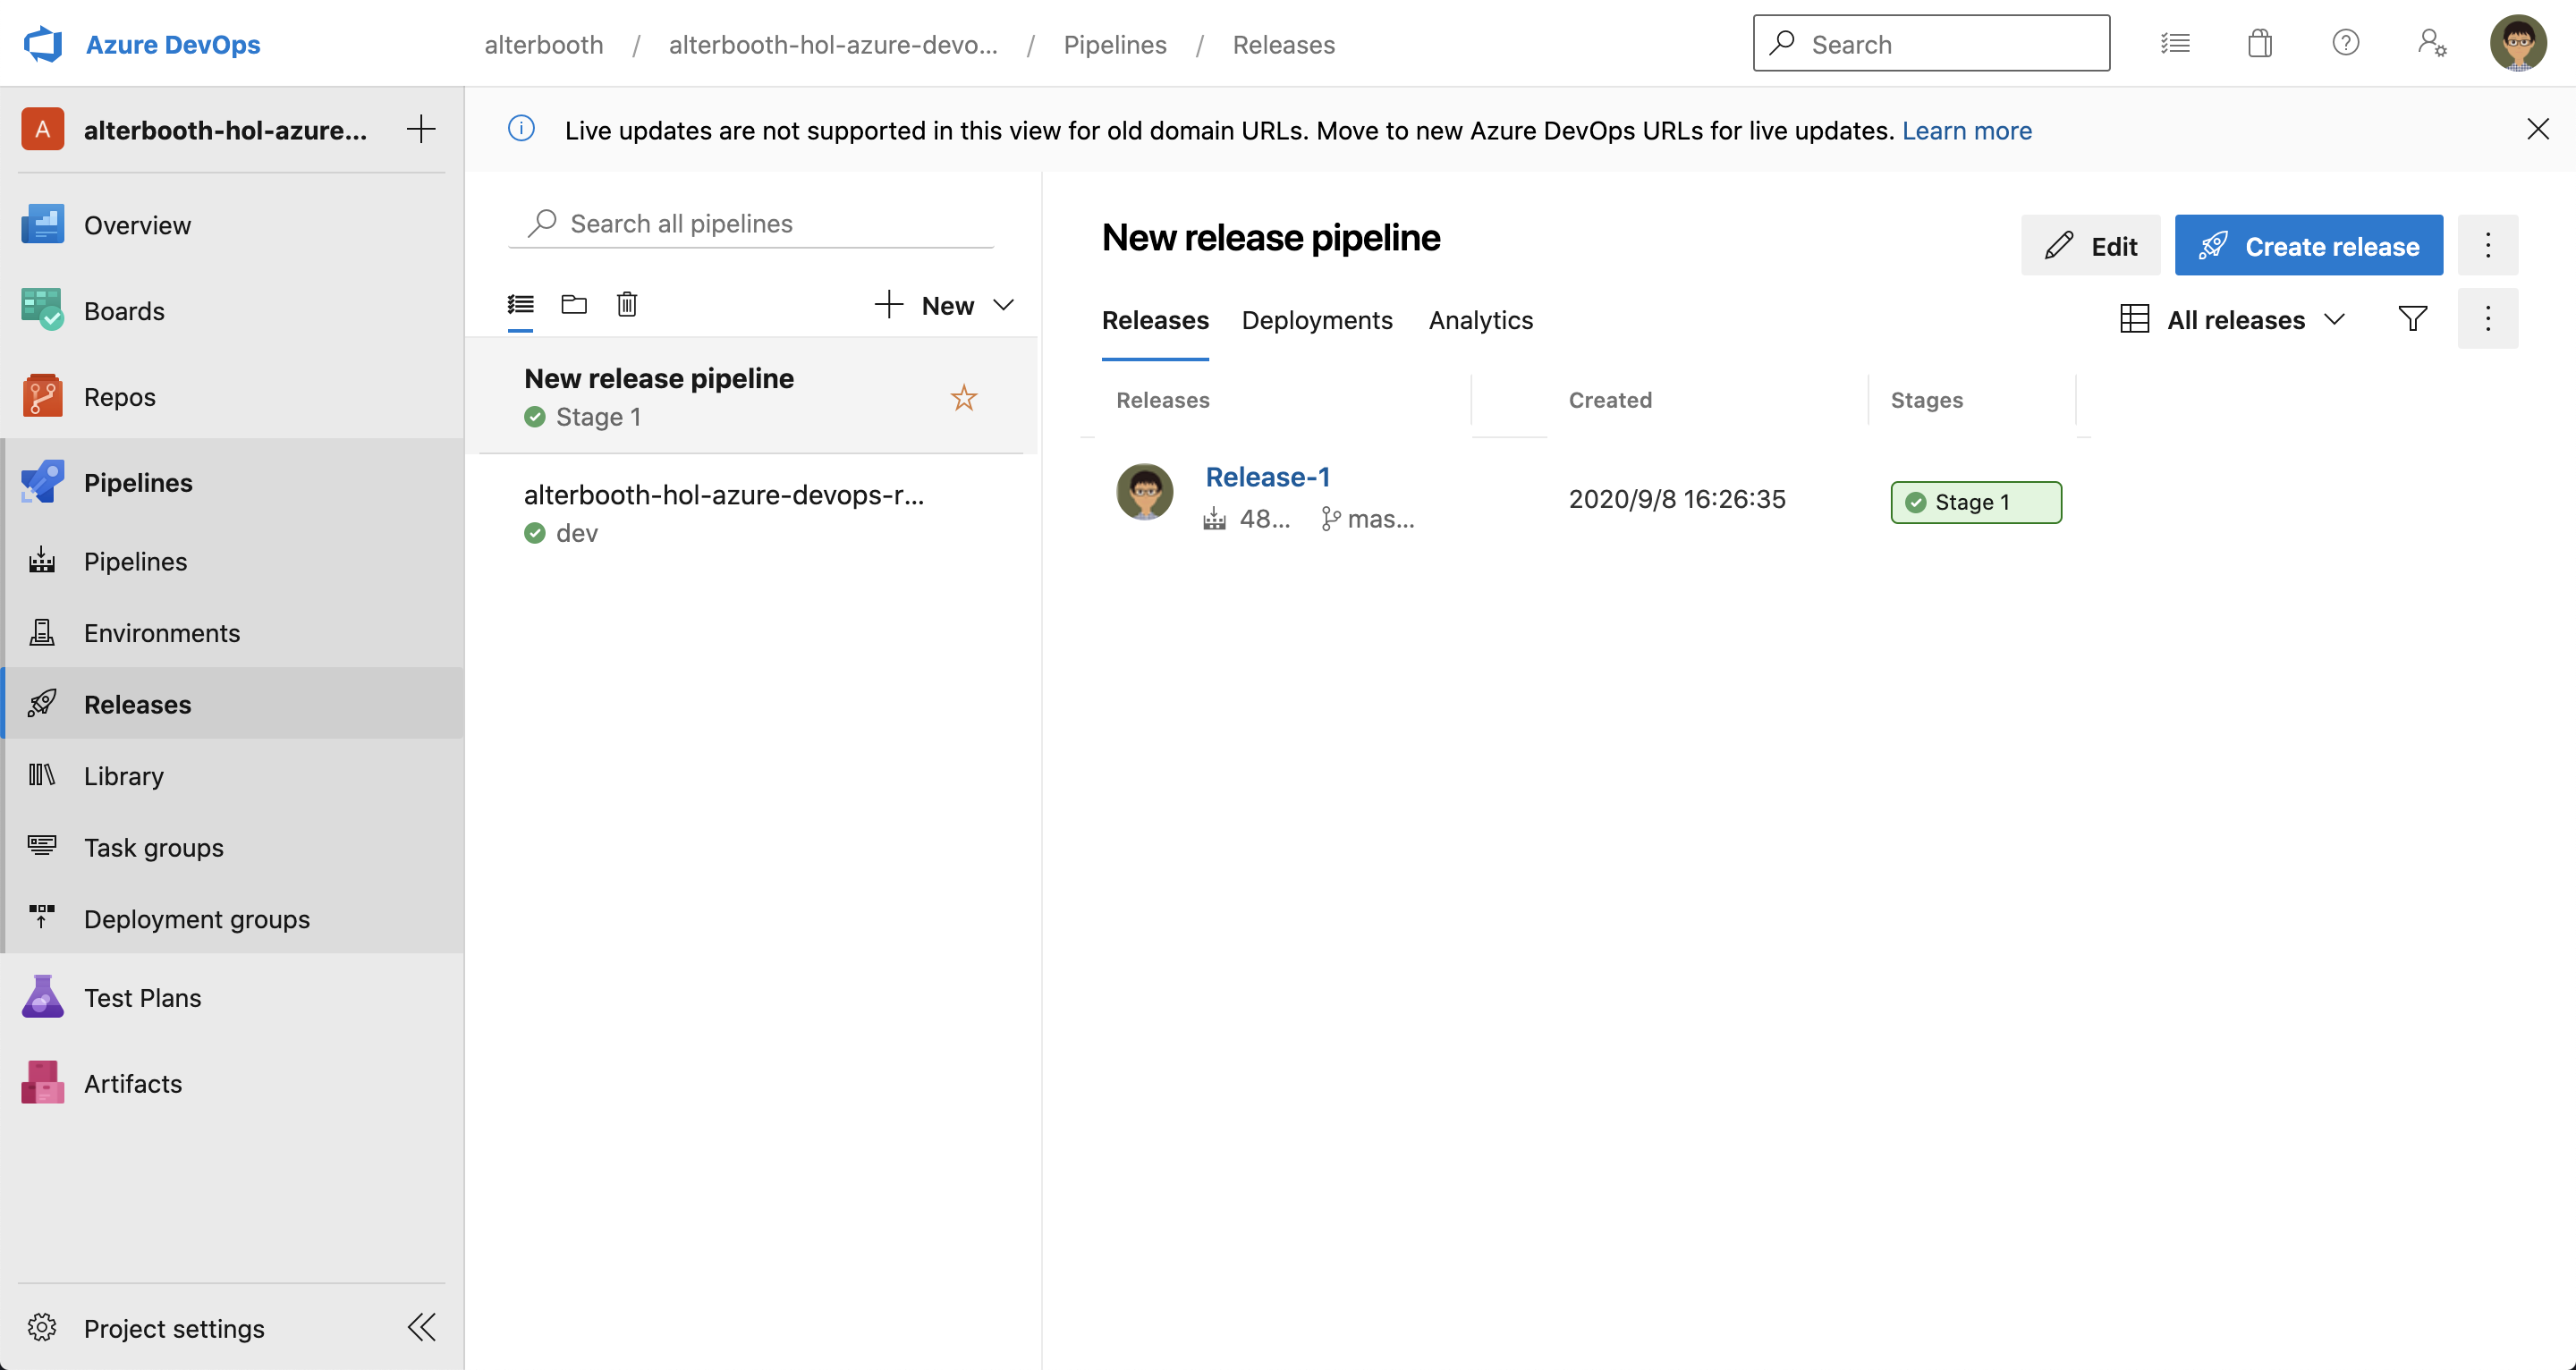 Azure DevOps
alterbooth / alterbooth-hol-azure-devo... / Pipelines / Releases
Search
A
alterbooth-hol-azure...
Overview
Boards
Repos
Pipelines
Pipelines
Environments
Releases
Library
Task groups
Deployment groups
Test Plans
Artifacts
Project settings
Live updates are not supported in this view for old domain URLs. Move to new Azure DevOps URLs for live updates. Learn more
Search all pipelines
New
New release pipeline
Stage 1
alterbooth-hol-azure-devops-r...
dev
New release pipeline
Edit
Create release
Releases Deployments Analytics
All releases
Releases Created Stages
Release-1
48... mas...
2020/9/8 16:26:35
Stage 1